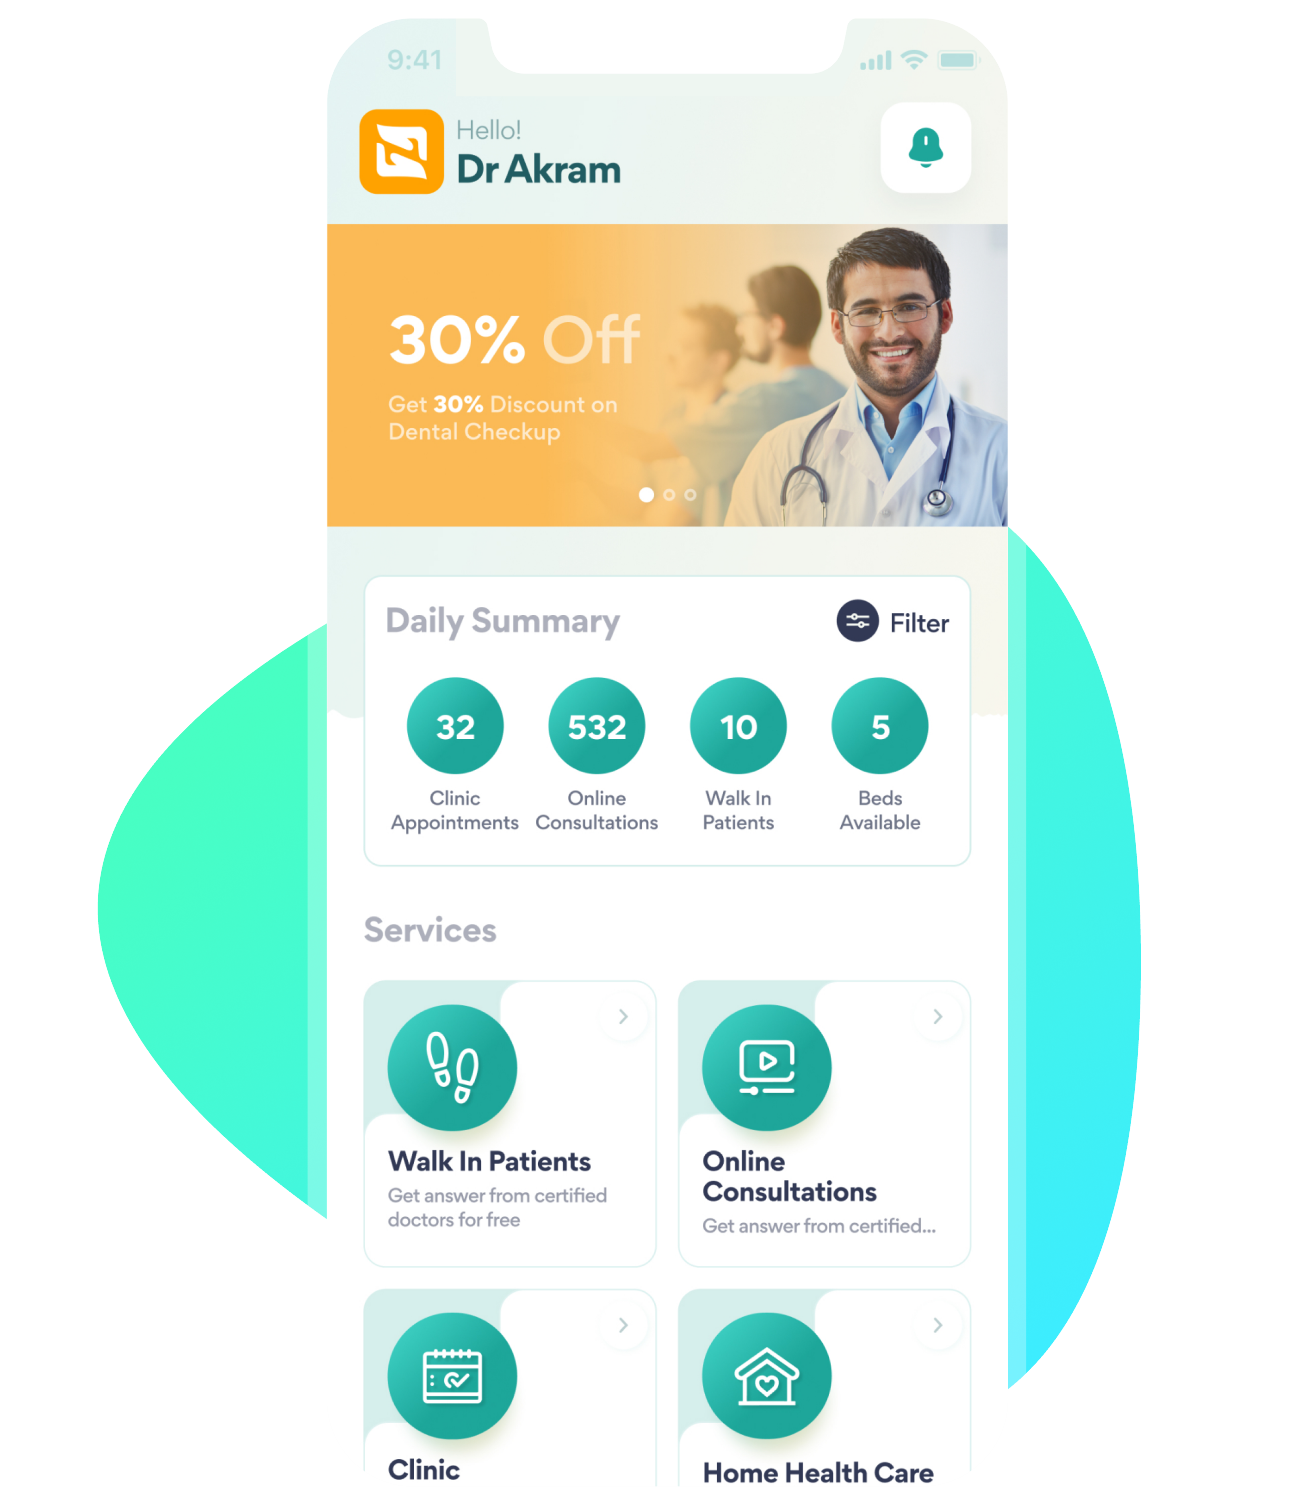 9:41
Hello!
Dr Akram
30% Off
Get 30% Discount on
Dental Checkup
Daily Summary
Filter
32
532
10
5
Clinic
Appointments
Online
Consultations
Walk In
Patients
Beds
Available
Services
Walk In Patients
Get answer from certified
doctors for free
Online
Consultations
Get answer from certified...
Clinic
Home Health Care